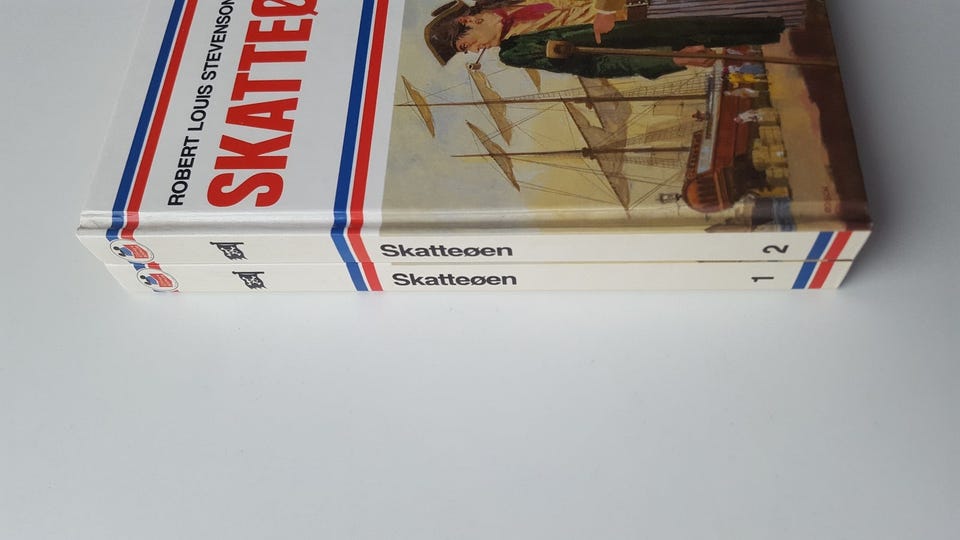 ROBERT LOUIS STEVENSON
SKATTEØ
Skatteøen 2
Skatteøen 1